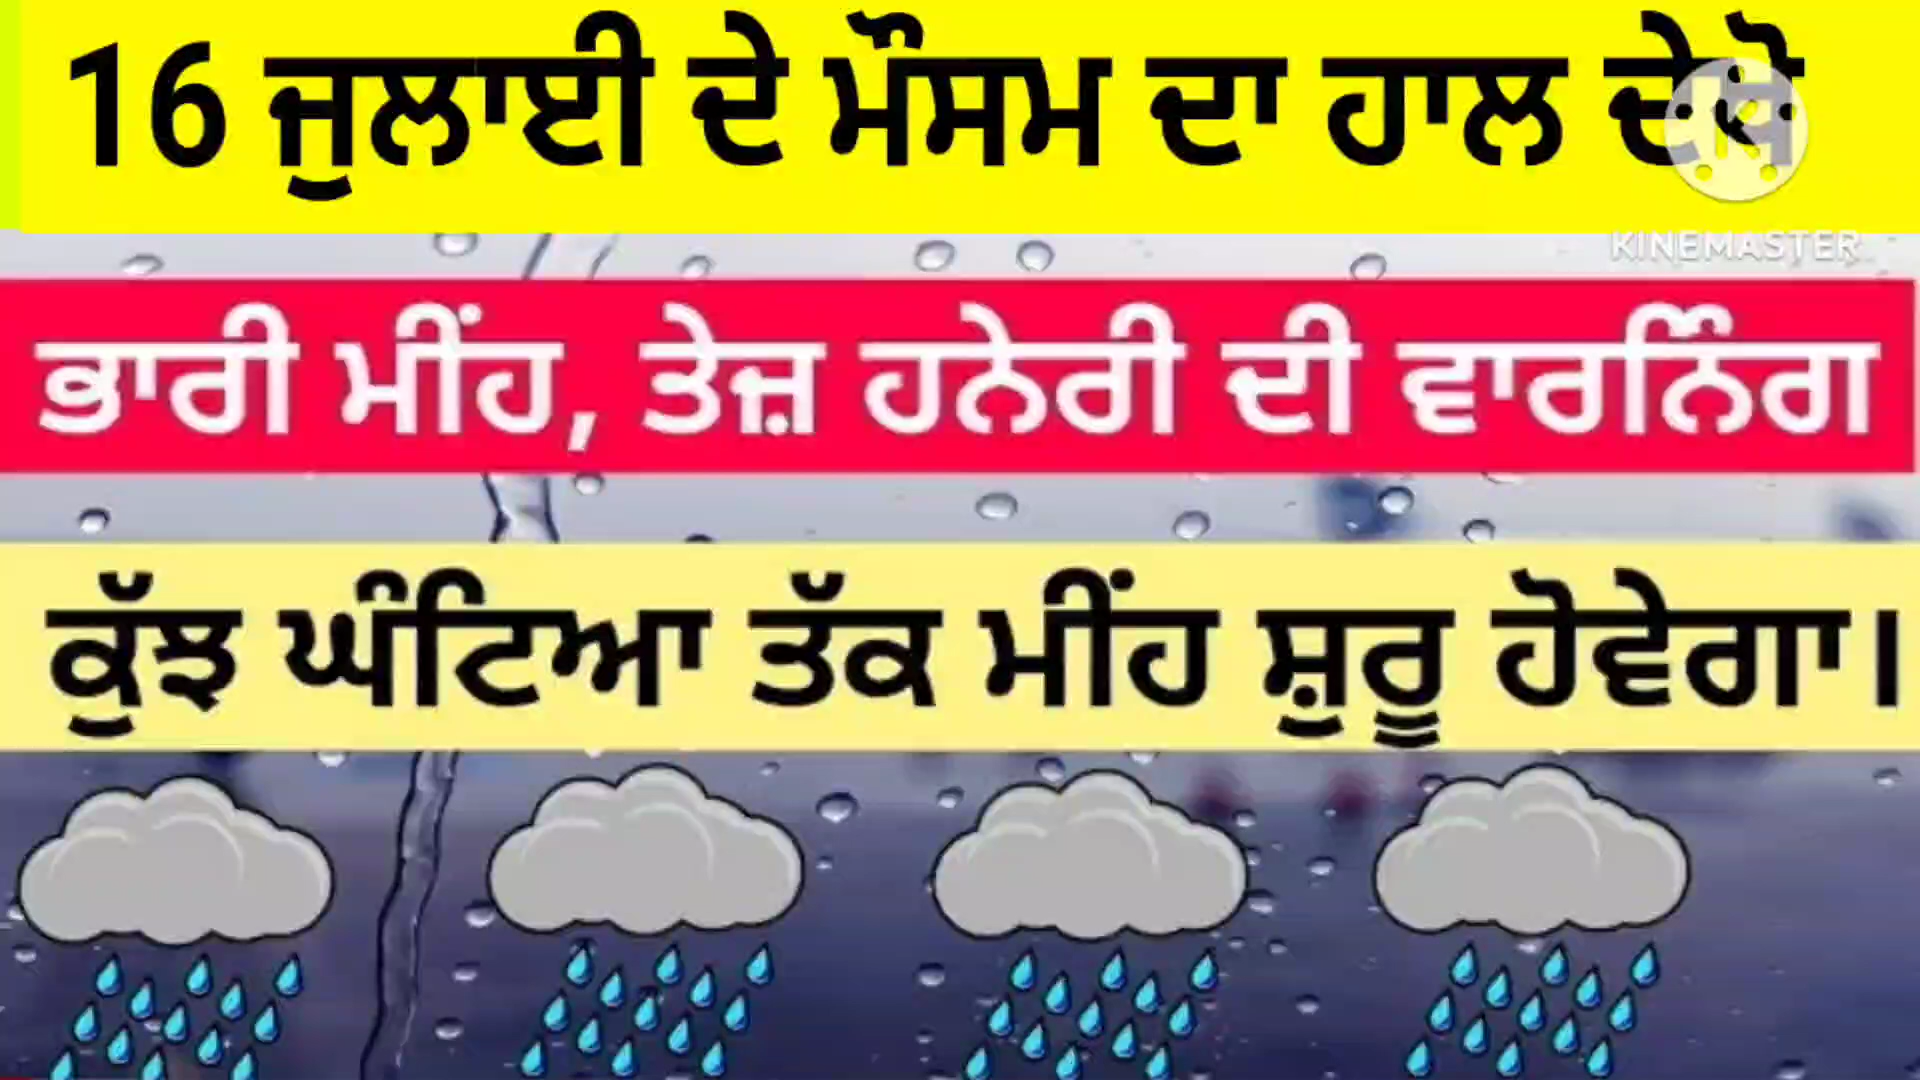 16 ਜੁਲਾਈ ਦੇ ਮੌਸਮ ਦਾ ਹਾਲ ਦੇਖੋ
KINEMASTER
ਭਾਰੀ ਮੀਂਹ, ਤੇਜ਼ ਹਨੇਰੀ ਦੀ ਵਾਰਨਿੰਗ
ਕੁੱਝ ਘੰਟਿਆ ਤੱਕ ਮੀਂਹ ਸ਼ੁਰੂ ਹੋਵੇਗਾ।